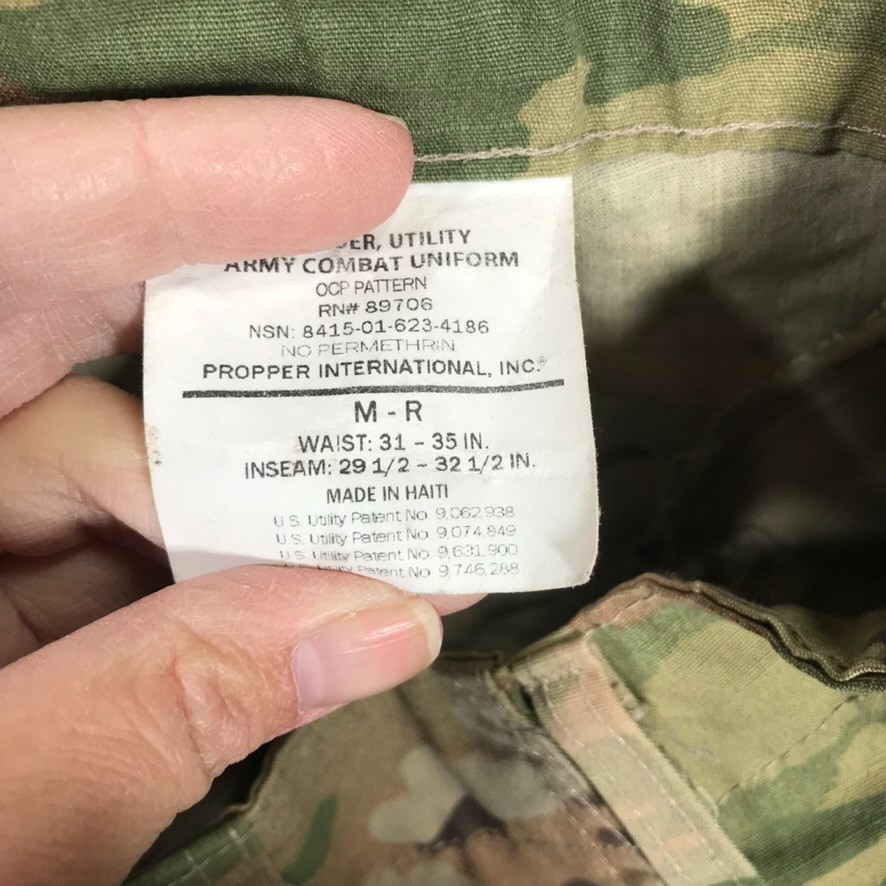 UTILITY
ARMY COMBAT UNIFORM
OCP PATTERN
RN# 89706
NSN: 8415-01-623-4186
NO PERMETHRIN
PROPPER INTERNATIONAL, INC.®
M - R
WAIST: 31 - 35 IN.
INSEAM: 29 1/2 - 32 1/2 IN.
MADE IN HAITI
U.S. Utility Patent No. 9,062,938
U.S. Utility Patent No. 9,074,849
U.S. Utility Patent No. 9,631,900
U.S. Utility Patent No. 9,746,288